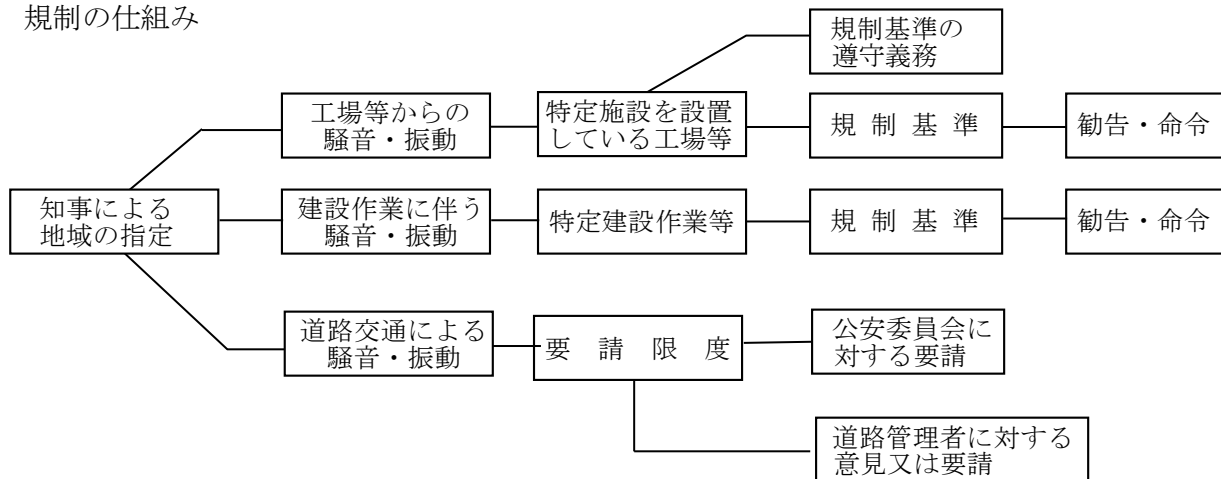 規制の仕組み
規制基準の
遵守義務
工場等からの
騒音・振動
特定施設を設置
している工場等
規制基準
勧告・命令
知事による
地域の指定
建設作業に伴う
騒音・振動
特定建設作業等
規制基準
勧告・命令
道路交通による
騒音・振動
要請限度
公安委員会に
対する要請
道路管理者に対する
意見又は要請